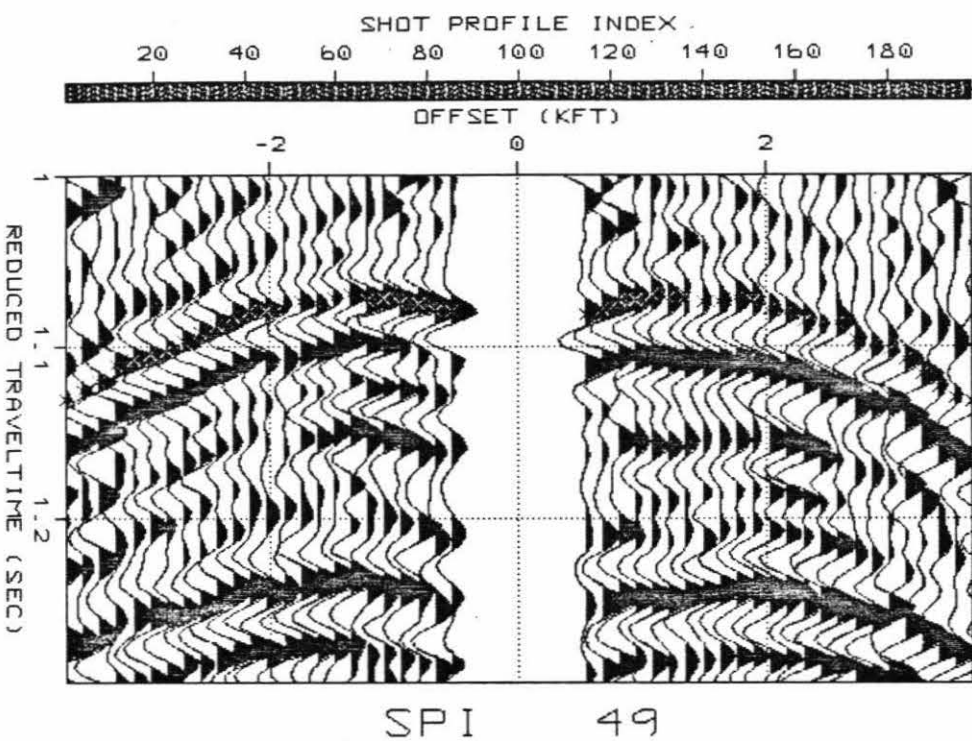 SHOT PROFILE INDEX
20 40 60 80 100 120 140 160 180
OFFSET (KFT)
-2 0 2
1
1.1
1.2
REDUCED TRAVELTIME (SEC)
SPI 49